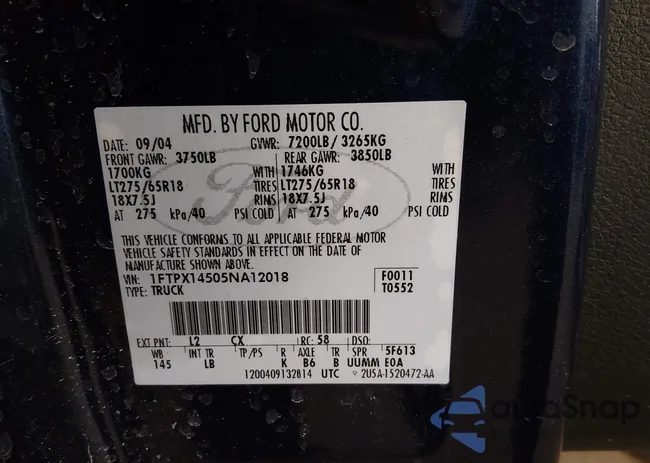 MFD. BY FORD MOTOR CO.
DATE: 09/04 GVWR: 7200LB / 3265KG
FRONT GAWR: 3750LB REAR GAWR: 3850LB
1700KG WITH 1746KG WITH
LT275/65R18 TIRES LT275/65R18 TIRES
18X7.5J RIMS 18X7.5J RIMS
AT 275 kPa/40 PSI COLD AT 275 kPa/40 PSI COLD
Ford
THIS VEHICLE CONFORMS TO ALL APPLICABLE FEDERAL MOTOR
VEHICLE SAFETY STANDARDS IN EFFECT ON THE DATE OF
MANUFACTURE SHOWN ABOVE.
VIN: 1FTPX14505NA12018 F0011
TYPE: TRUCK T0552
EXT PNT: L2 CX RC: 58 DSO:
WB INT TR TP/PS R AXLE TR SPR 5F613
145 LB K B6 B UUMM E0A
1200409132814 UTC 2U5A-1520472-AA
autoSnap